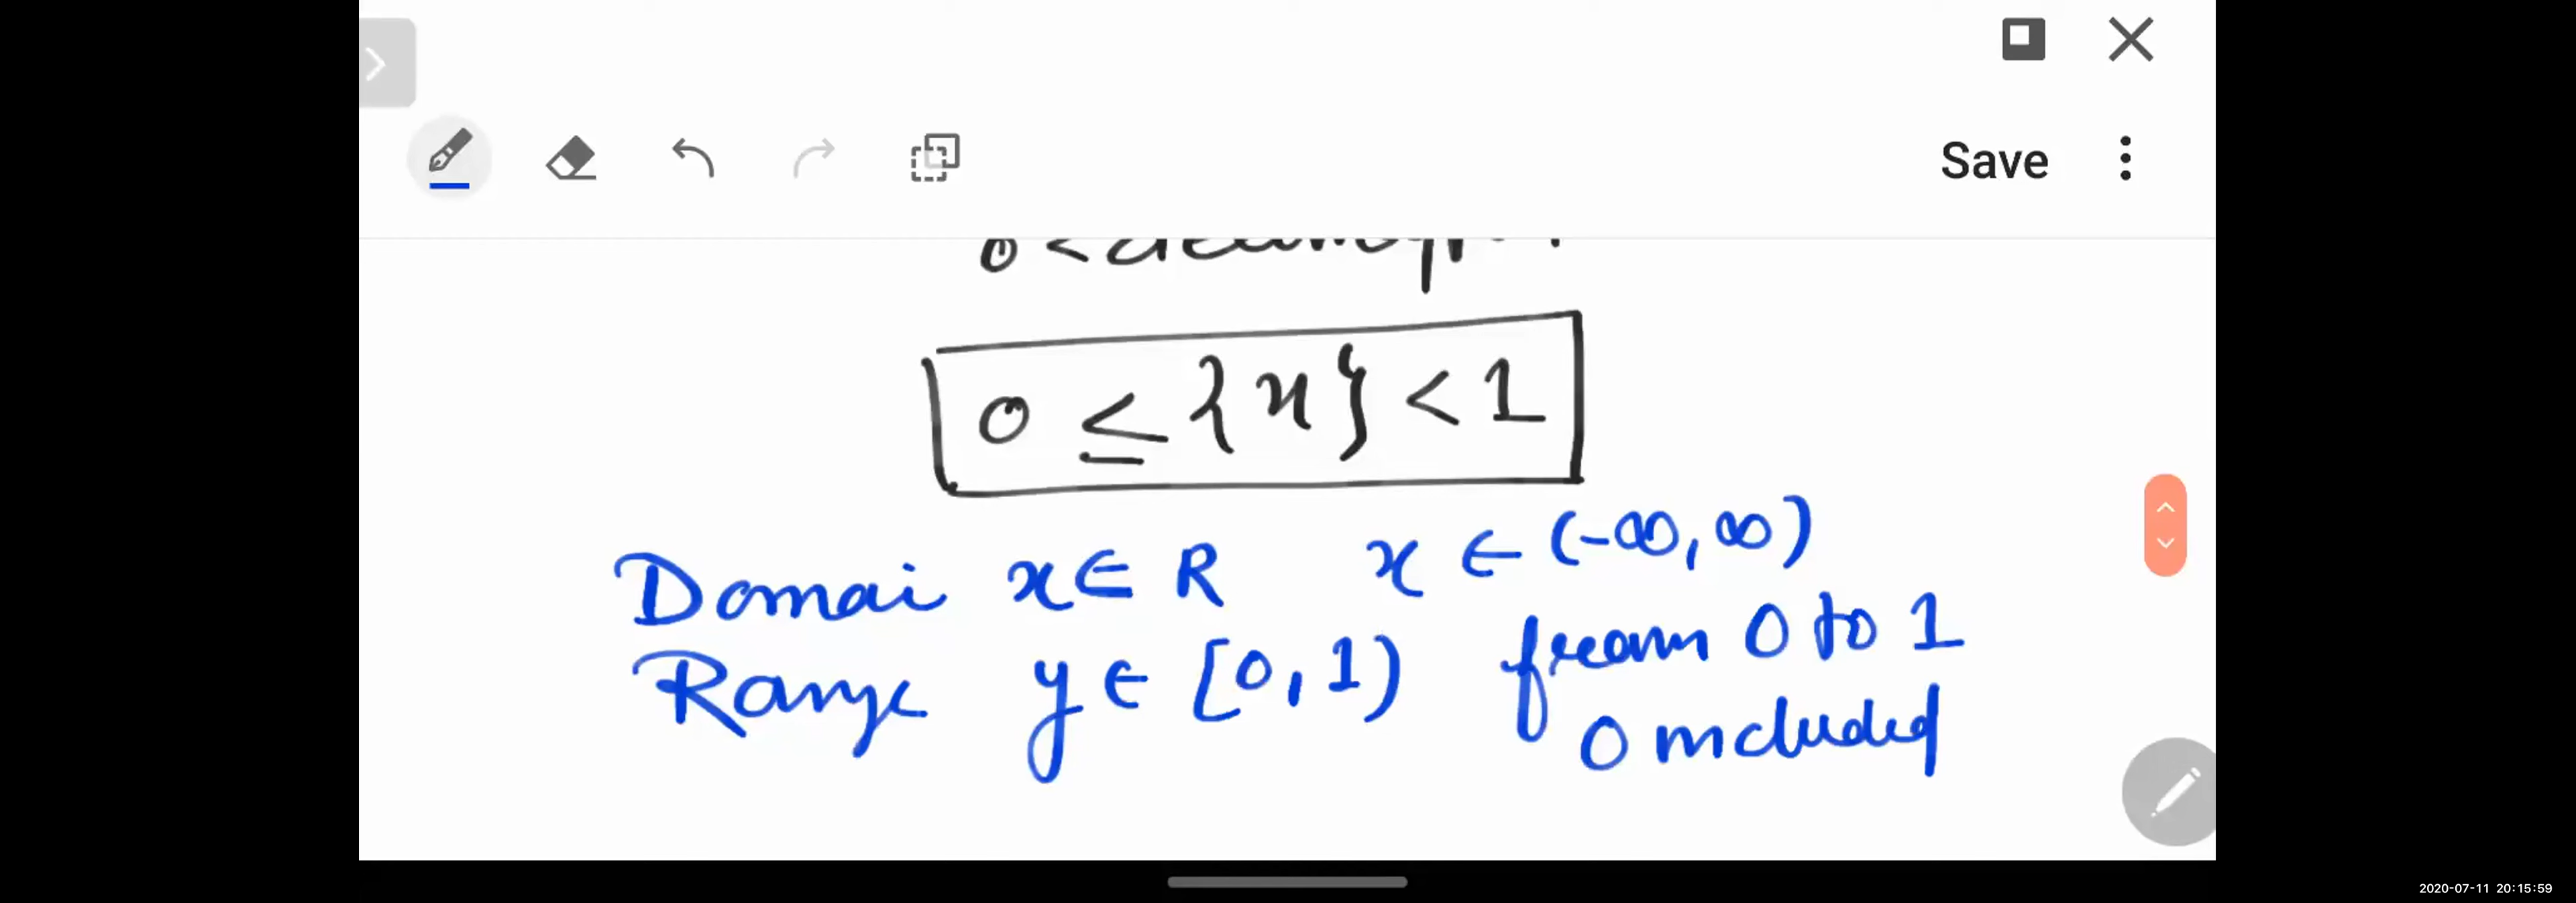 Save
0 <
0 ≤ {x} < 1
Domai x ∈ R x ∈ (-∞, ∞)
Range y ∈ [0, 1) from 0 to 1
0 included
2020-07-11 20:15:59